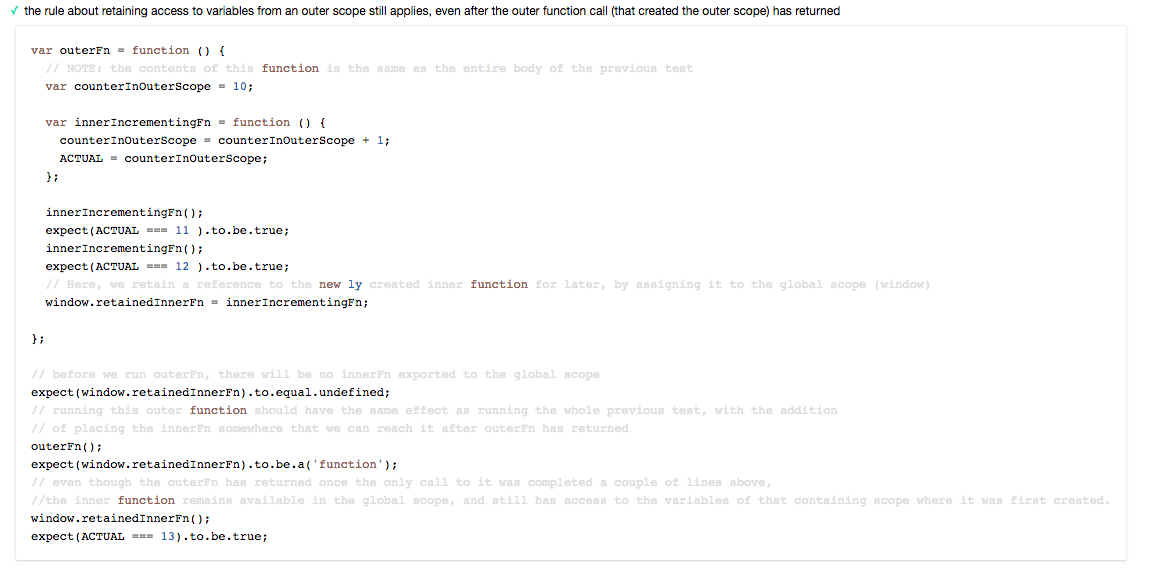 ✓ the rule about retaining access to variables from an outer scope still applies, even after the outer function call (that created the outer scope) has returned
var outerFn = function () {
// NOTE: the contents of this function is the same as the entire body of the previous test
var counterInOuterScope = 10;
var innerIncrementingFn = function () {
counterInOuterScope = counterInOuterScope + 1;
ACTUAL = counterInOuterScope;
};
innerIncrementingFn();
expect(ACTUAL === 11 ).to.be.true;
innerIncrementingFn();
expect(ACTUAL === 12 ).to.be.true;
// Here, we retain a reference to the new ly created inner function for later, by assigning it to the global scope (window)
window.retainedInnerFn = innerIncrementingFn;
};
// before we run outerFn, there will be no innerFn exported to the global scope
expect(window.retainedInnerFn).to.equal.undefined;
// running this outer function should have the same effect as running the whole previous test, with the addition
// of placing the innerFn somewhere that we can reach it after outerFn has returned
outerFn();
expect(window.retainedInnerFn).to.be.a('function');
// even though the outerFn has returned once the only call to it was completed a couple of lines above,
//the inner function remains available in the global scope, and still has access to the variables of that containing scope where it was first created.
window.retainedInnerFn();
expect(ACTUAL === 13).to.be.true;